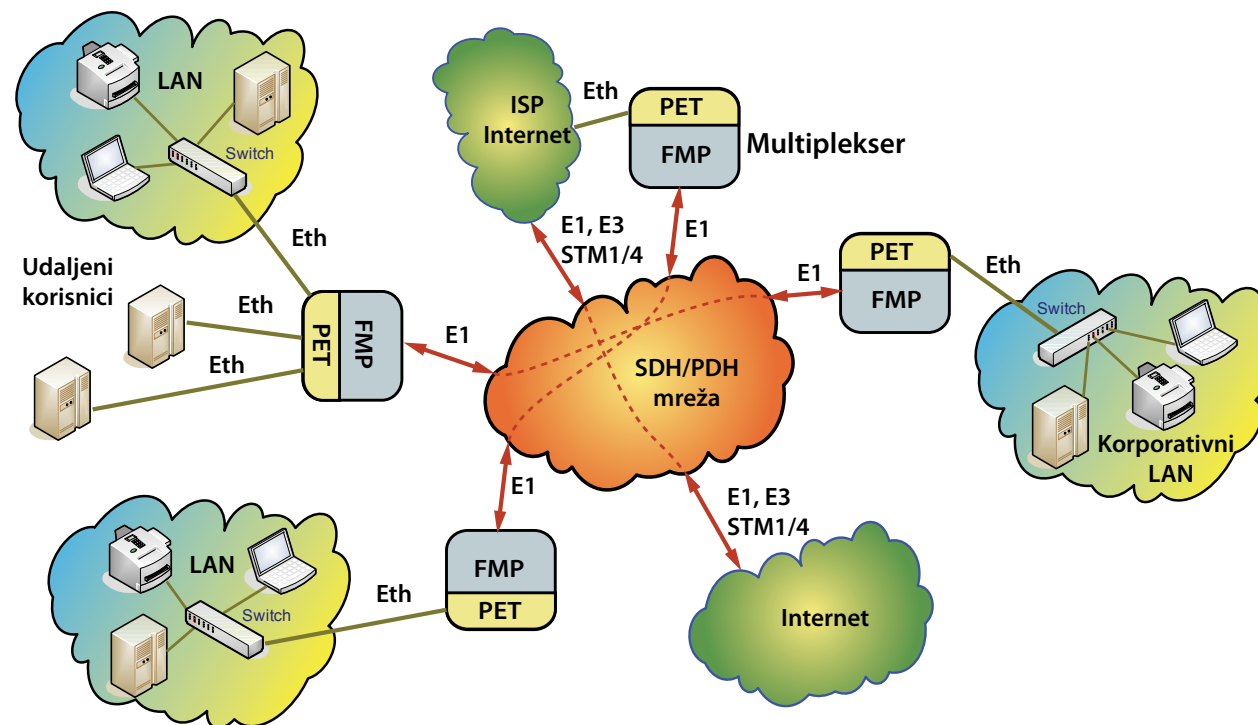 LAN
Switch
Eth
Udaljeni
korisnici
Eth
Eth
PET
FMP
E1
ISP
Internet
Eth
PET
FMP
Multiplekser
E1, E3
STM1/4
E1
E1
PET
FMP
Eth
Switch
Korporativni
LAN
SDH/PDH
mreža
E1
FMP
PET
Eth
LAN
Switch
E1, E3
STM1/4
Internet